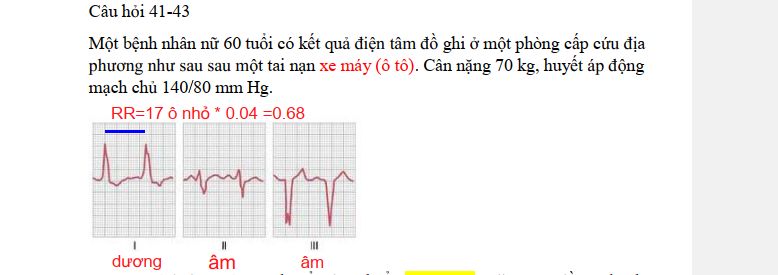 Câu hỏi 41-43
Một bệnh nhân nữ 60 tuổi có kết quả điện tâm đồ ghi ở một phòng cấp cứu địa
phương như sau sau một tai nạn xe máy (ô tô). Cân nặng 70 kg, huyết áp động
mạch chủ 140/80 mm Hg.
RR=17 ô nhỏ * 0.04 =0.68
I II III
dương âm âm